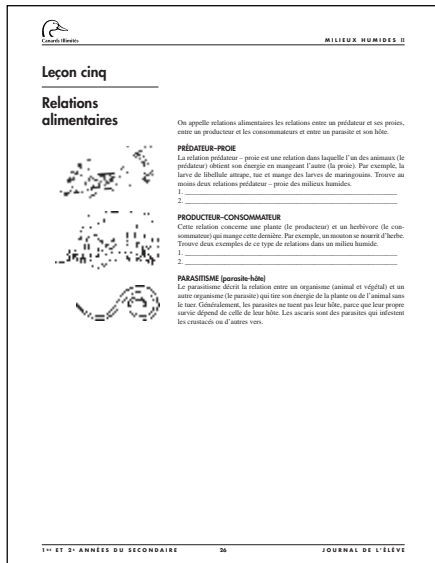 Canards Illimités
MILIEUX HUMIDES II
Leçon cinq
Relations
alimentaires
On appelle relations alimentaires les relations entre un prédateur et ses proies,
entre un producteur et les consommateurs et entre un parasite et son hôte.
PRÉDATEUR–PROIE
La relation prédateur – proie est une relation dans laquelle l'un des animaux (le
prédateur) obtient son énergie en mangeant l'autre (la proie). Par exemple, la
larve de libellule attrape, tue et mange des larves de maringouins. Trouve au
moins deux relations prédateur – proie des milieux humides.
1.
2.
PRODUCTEUR–CONSOMMATEUR
Cette relation concerne une plante (le producteur) et un herbivore (le con-
sommateur) qui mange cette dernière. Par exemple, un mouton se nourrit d'herbe.
Trouve deux exemples de ce type de relations dans un milieu humide.
1.
2.
PARASITISME (parasite-hôte)
Le parasitisme décrit la relation entre un organisme (animal et végétal) et un
autre organisme (le parasite) qui tire son énergie de la plante ou de l'animal sans
le tuer. Généralement, les parasites ne tuent pas leur hôte, parce que leur propre
survie dépend de celle de leur hôte. Les ascaris sont des parasites qui infestent
les crustacés ou d'autres vers.
1res ET 2e ANNÉES DU SECONDAIRE
26
JOURNAL DE L'ÉLÈVE